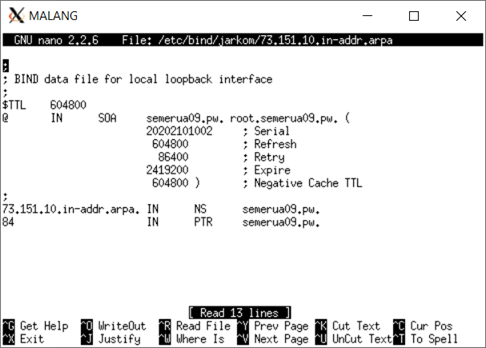 MALANG
GNU nano 2.2.6 File: /etc/bind/jarkom/73.151.10.in-addr.arpa
;
; BIND data file for local loopback interface
;
$TTL 604800
@ IN SOA semerua09.pw. root.semerua09.pw. (
20202101002 ; Serial
604800 ; Refresh
86400 ; Retry
2419200 ; Expire
604800 ) ; Negative Cache TTL
;
73.151.10.in-addr.arpa. IN NS semerua09.pw.
84 IN PTR semerua09.pw.
[ Read 13 lines ]
^G Get Help ^O WriteOut ^R Read File ^Y Prev Page ^K Cut Text ^C Cur Pos
^X Exit ^J Justify ^W Where Is ^V Next Page ^U UnCut Text ^T To Spell